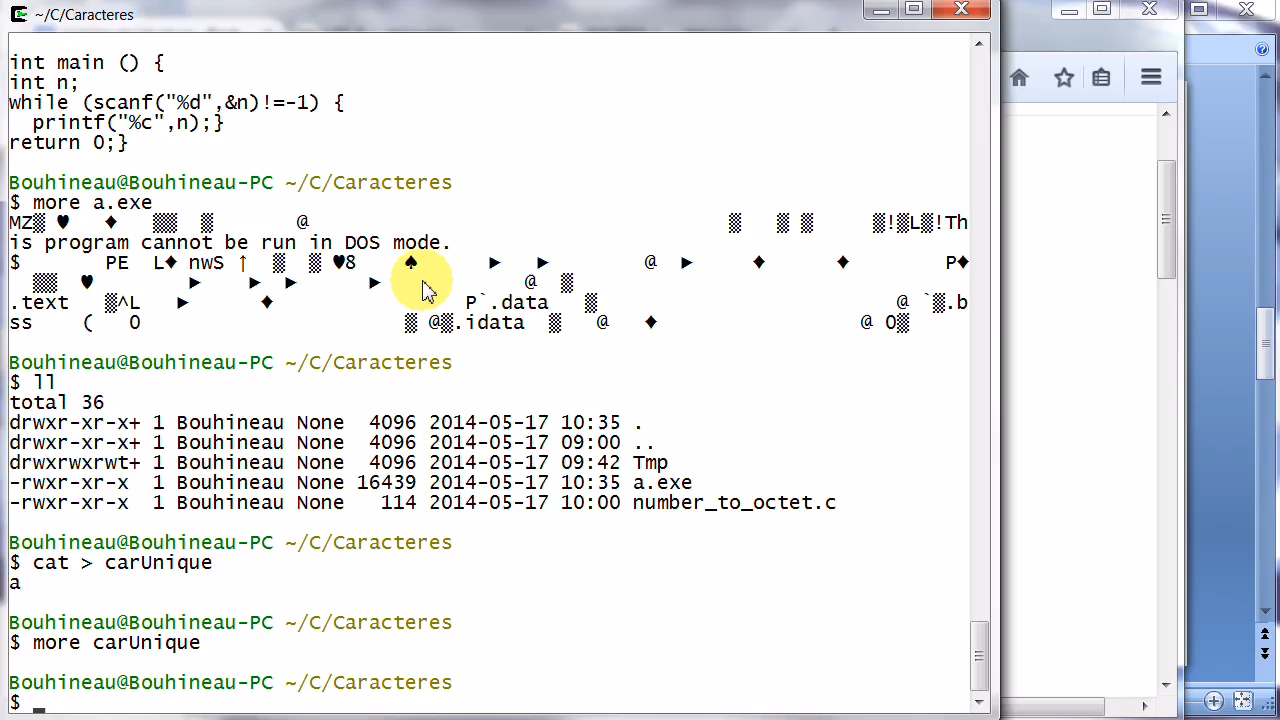 ~/C/Caracteres
int main () {
int n;
while (scanf("%d",&n)!=-1) {
printf("%c",n);}
return 0;}
Bouhineau@Bouhineau-PC ~/C/Caracteres
$ more a.exe
MZ▒ ♥ ♦ ▒▒ ▒ @ ▒ ▒ ▒ ▒!▒L▒!Th
is program cannot be run in DOS mode.
$ PE L♦ nwS ↑ ▒ ▒ ♥8 ♠ ► ► @ ► ♦ ♦ P♦
▒▒ ♥ ► ► ► ► @ ▒
.text ▒^L ► ♦ P`.data ▒ @ `▒.b
ss ( O ▒ @▒.idata ▒ @ ♦ @ O▒
Bouhineau@Bouhineau-PC ~/C/Caracteres
$ ll
total 36
drwxr-xr-x+ 1 Bouhineau None 4096 2014-05-17 10:35 .
drwxr-xr-x+ 1 Bouhineau None 4096 2014-05-17 09:00 ..
drwxrwxrwt+ 1 Bouhineau None 4096 2014-05-17 09:42 Tmp
-rwxr-xr-x 1 Bouhineau None 16439 2014-05-17 10:35 a.exe
-rwxr-xr-x 1 Bouhineau None 114 2014-05-17 10:00 number_to_octet.c
Bouhineau@Bouhineau-PC ~/C/Caracteres
$ cat > carUnique
a
Bouhineau@Bouhineau-PC ~/C/Caracteres
$ more carUnique
Bouhineau@Bouhineau-PC ~/C/Caracteres
$